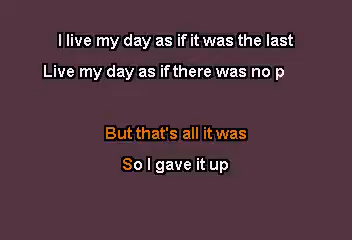 I live my day as if it was the last
Live my day as if there was no p
But that's all it was
So I gave it up